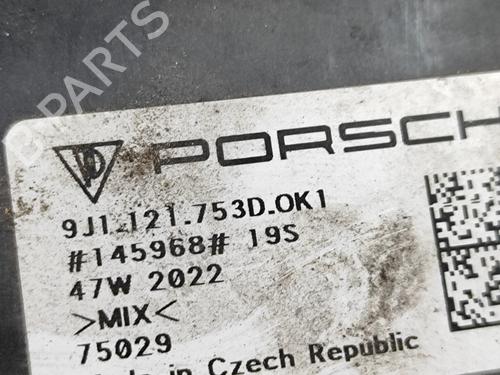 PARTS
PORSCH
9J1.121.753D.OK1
#145968# 19S
47W 2022
>MIX<
75029
in Czech Republic